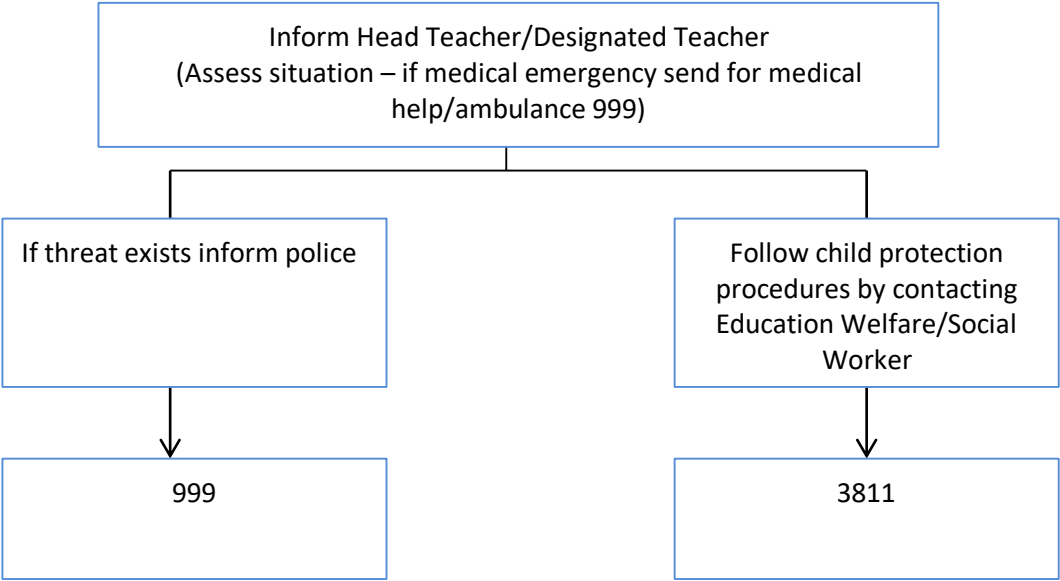 Inform Head Teacher/Designated Teacher
(Assess situation – if medical emergency send for medical
help/ambulance 999)
If threat exists inform police
Follow child protection
procedures by contacting
Education Welfare/Social
Worker
999
3811